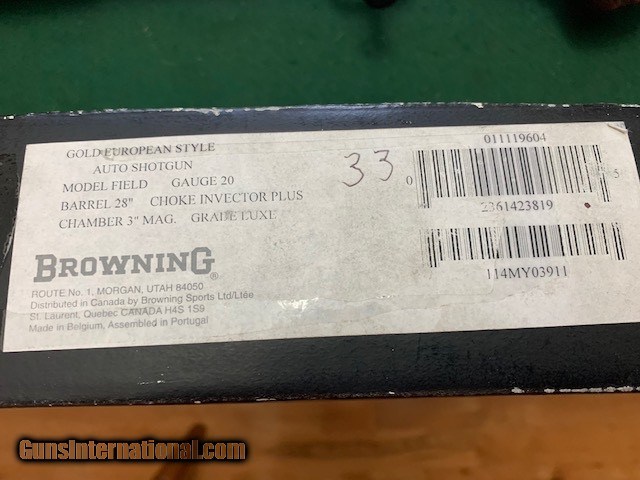 GOLD EUROPEAN STYLE
AUTO SHOTGUN
MODEL FIELD GAUGE 20
BARREL 28" CHOKE INVECTOR PLUS
CHAMBER 3" MAG. GRADE LUXE
33
011119604
0 5
2361423819
114MY03911
BROWNING®
ROUTE No. 1, MORGAN, UTAH 84050
Distributed in Canada by Browning Sports Ltd/Ltée
St. Laurent, Quebec CANADA H4S 1S9
Made in Belgium, Assembled in Portugal
GunsInternational.com